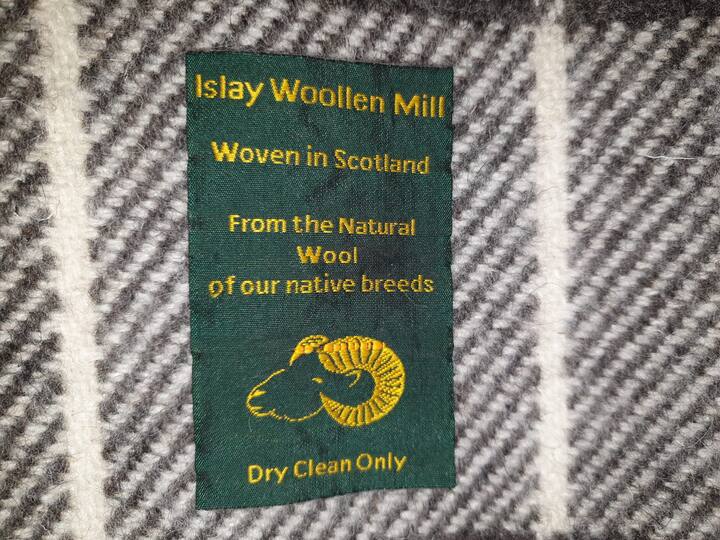 Islay Woollen Mill
Woven in Scotland
From the Natural
Wool
of our native breeds
Dry Clean Only